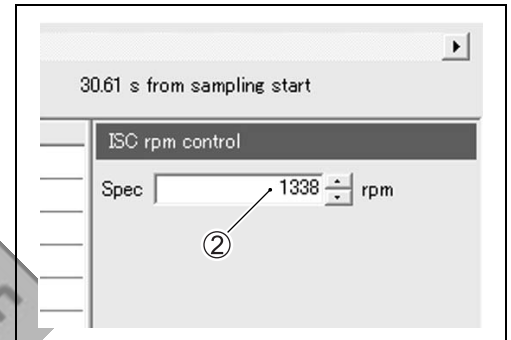 30.61 s from sampling start
ISC rpm control
Spec 1338 rpm
②